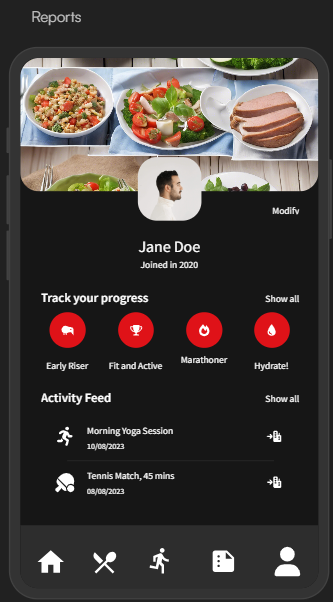 Reports
Modify
Jane Doe
Joined in 2020
Track your progress
Show all
Early Riser
Fit and Active
Marathoner
Hydrate!
Activity Feed
Show all
Morning Yoga Session
10/08/2023
Tennis Match, 45 mins
08/08/2023